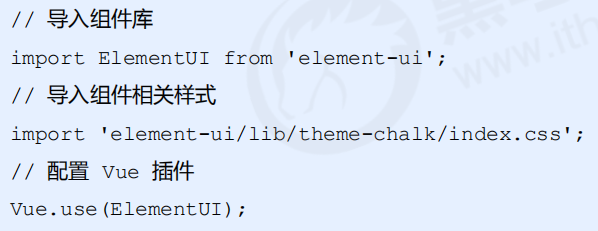 // 导入组件库
import ElementUI from 'element-ui';
// 导入组件相关样式
import 'element-ui/lib/theme-chalk/index.css';
// 配置 Vue 插件
Vue.use(ElementUI);